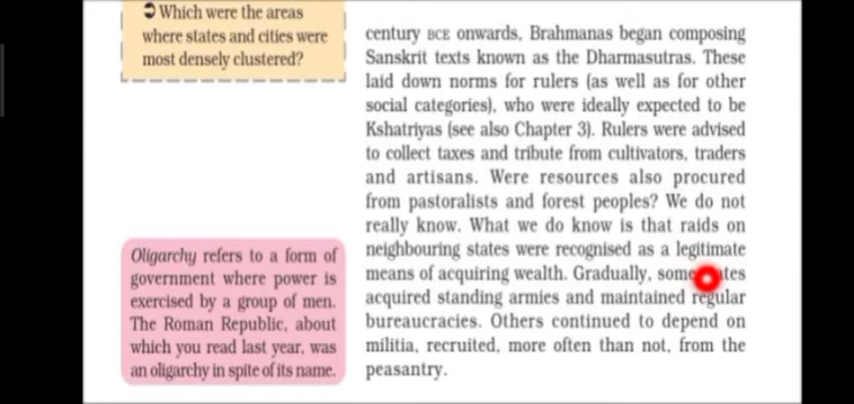 ➲ Which were the areas
where states and cities were
most densely clustered?
century BCE onwards, Brahmanas began composing
Sanskrit texts known as the Dharmasutras. These
laid down norms for rulers (as well as for other
social categories), who were ideally expected to be
Kshatriyas (see also Chapter 3). Rulers were advised
to collect taxes and tribute from cultivators, traders
and artisans. Were resources also procured
from pastoralists and forest peoples? We do not
really know. What we do know is that raids on
neighbouring states were recognised as a legitimate
means of acquiring wealth. Gradually, some
acquired standing armies and maintained regular
bureaucracies. Others continued to depend on
militia, recruited, more often than not, from the
peasantry.
Oligarchy refers to a form of
government where power is
exercised by a group of men.
The Roman Republic, about
which you read last year, was
an oligarchy in spite of its name.